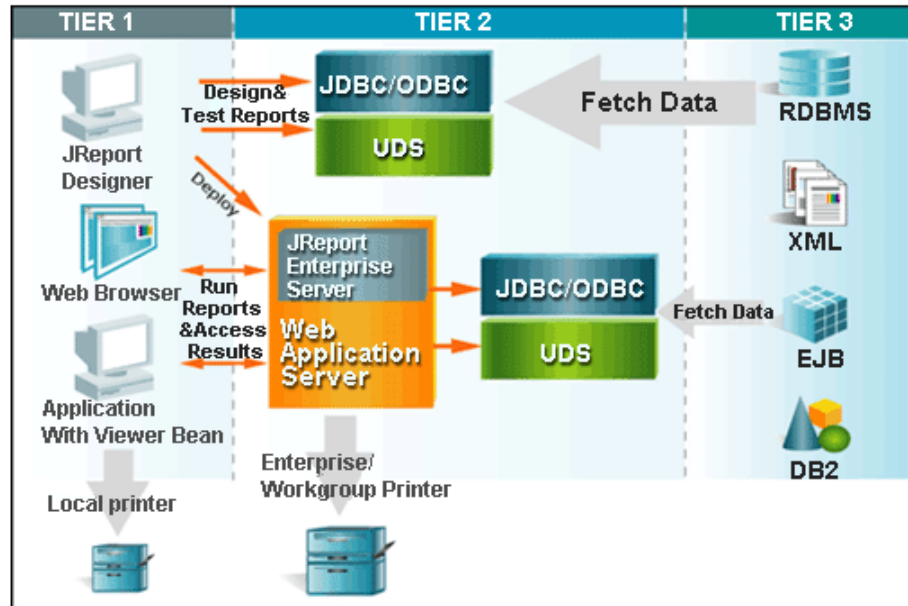 TIER 1
TIER 2
TIER 3
JReport
Designer
Design&
Test Reports
JDBC/ODBC
UDS
Fetch Data
RDBMS
Deploy
XML
Web Browser
Run
Reports
&Access
Results
JReport
Enterprise
Server
Web
Application
Server
JDBC/ODBC
UDS
Fetch Data
EJB
Application
With Viewer Bean
Enterprise/
Workgroup Printer
DB2
Local printer